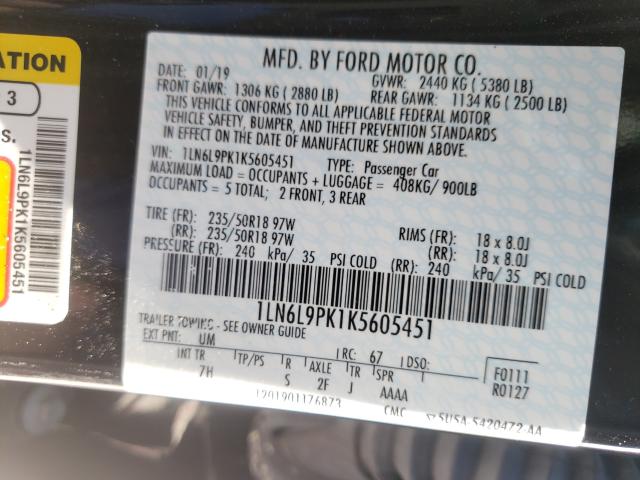 ATION
3
s.
1LN6L9PK1K5605451
MFD. BY FORD MOTOR CO.
DATE: 01/19 GVWR: 2440 KG ( 5380 LB)
FRONT GAWR: 1306 KG ( 2880 LB) REAR GAWR: 1134 KG ( 2500 LB)
THIS VEHICLE CONFORMS TO ALL APPLICABLE FEDERAL MOTOR
VEHICLE SAFETY, BUMPER, AND THEFT PREVENTION STANDARDS
IN EFFECT ON THE DATE OF MANUFACTURE SHOWN ABOVE.
VIN: 1LN6L9PK1K5605451 TYPE: Passenger Car
MAXIMUM LOAD = OCCUPANTS + LUGGAGE = 408KG/ 900LB
OCCUPANTS = 5 TOTAL; 2 FRONT, 3 REAR
TIRE (FR): 235/50R18 97W RIMS (FR): 18 x 8.0J
(RR): 235/50R18 97W (RR): 18 x 8.0J
PRESSURE (FR): 240 kPa/ 35 PSI COLD (RR): 240 kPa/ 35 PSI COLD
1LN6L9PK1K5605451
TRAILER TOWING - SEE OWNER GUIDE
EXT PNT: UM RC: 67 DSO: F0111
INT TR TP/PS R AXLE TR SPR R0127
7H S 2F J AAAA
1201901176873 CMC SUSA-5420472-AA